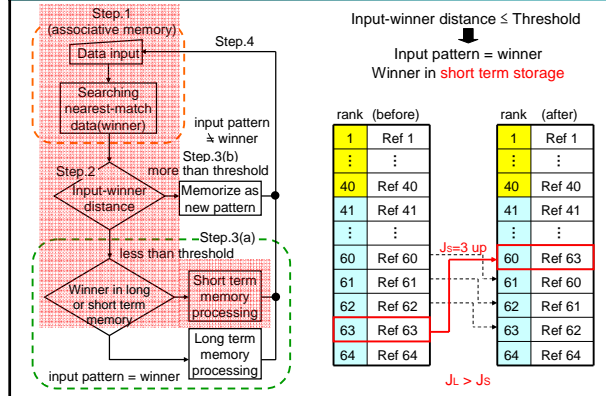 Step.1
(associative memory)
Data input
Step.4
Searching
nearest-match
data(winner)
input pattern
≒ winner
Step.2
Step.3(b)
more than threshold
Input-winner
distance
Memorize as
new pattern
Step.3(a)
less than threshold
Winner in long
or short term
memory
Short term
memory
processing
Long term
memory
processing
input pattern = winner
Input-winner distance ≤ Threshold
Input pattern = winner
Winner in short term storage
rank (before)
1 Ref 1
⋮ ⋮
40 Ref 40
41 Ref 41
⋮ ⋮
60 Ref 60
61 Ref 61
62 Ref 62
63 Ref 63
64 Ref 64
Js=3 up
rank (after)
1 Ref 1
⋮ ⋮
40 Ref 40
41 Ref 41
⋮ ⋮
60 Ref 63
61 Ref 60
62 Ref 61
63 Ref 62
64 Ref 64
JL > Js